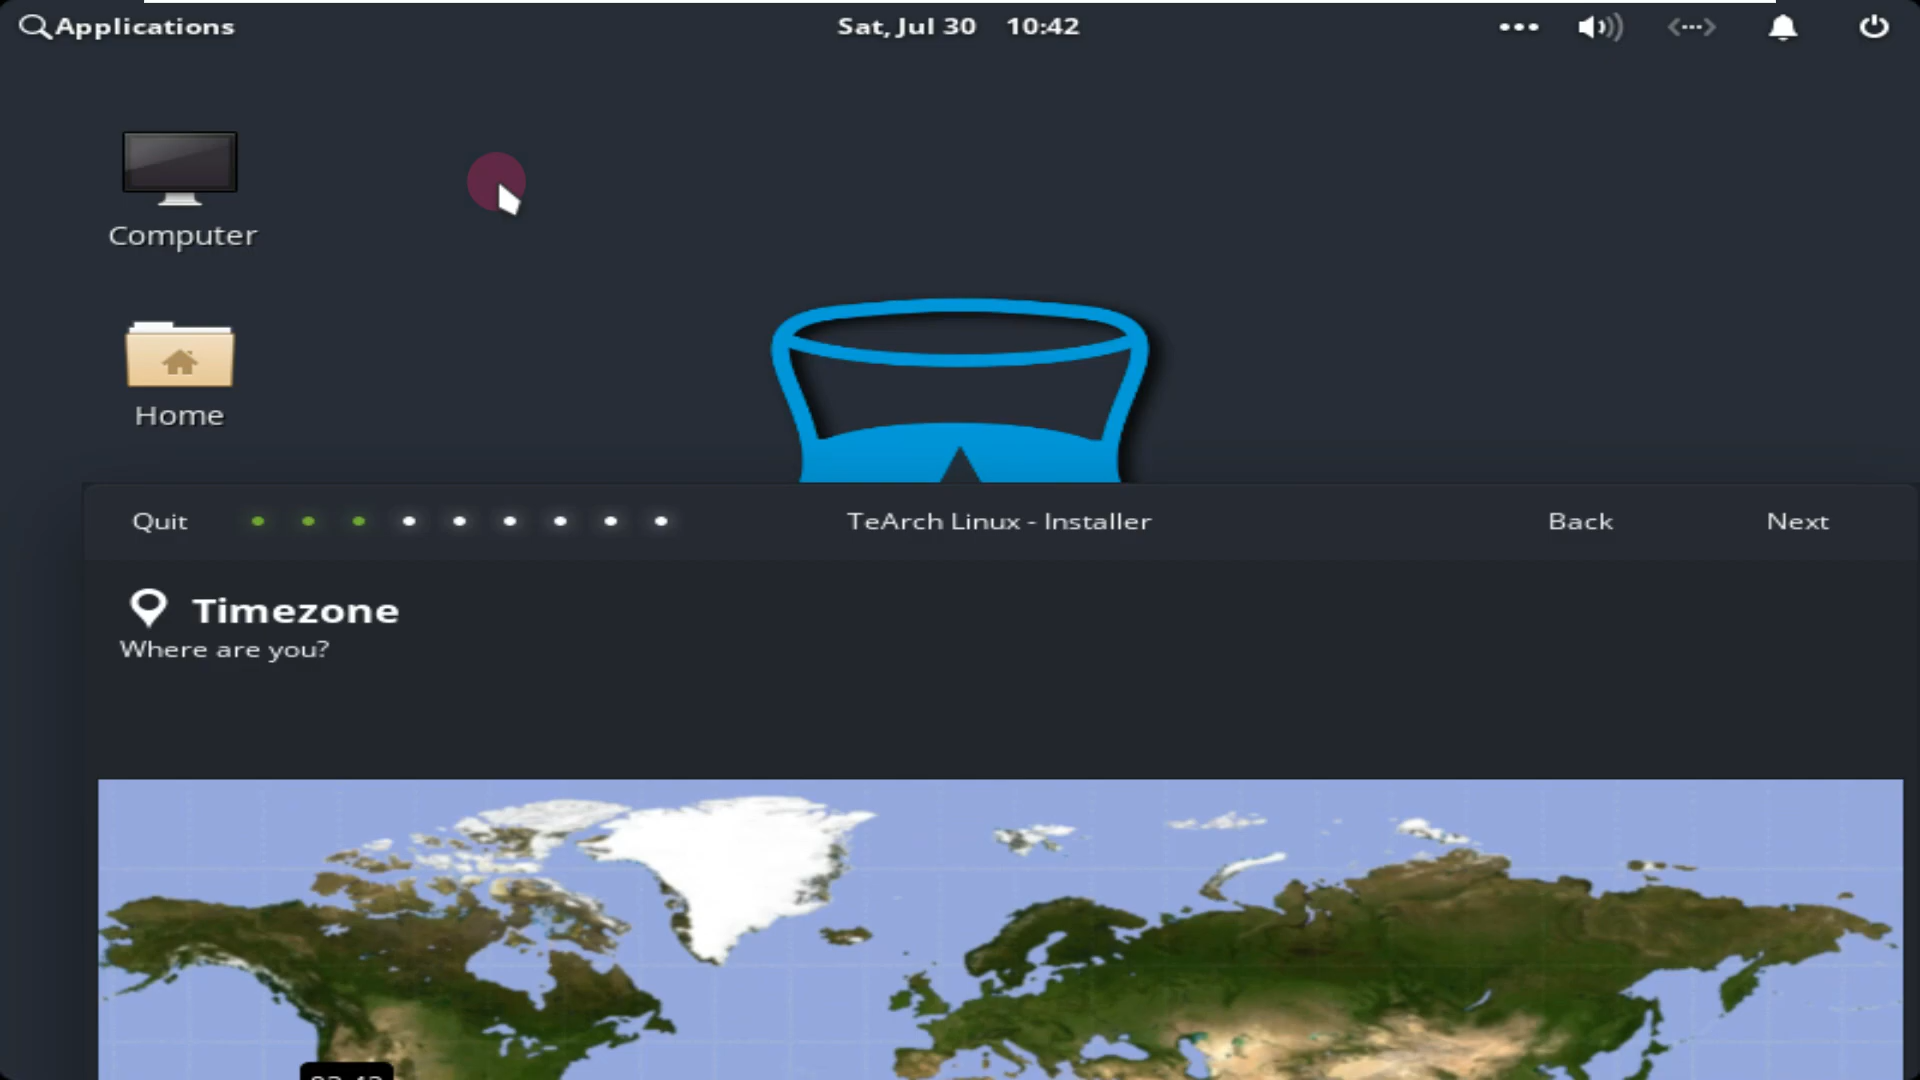 Applications
Sat, Jul 30 10:42
Computer
Home
Quit
TeArch Linux - Installer
Back
Next
Timezone
Where are you?